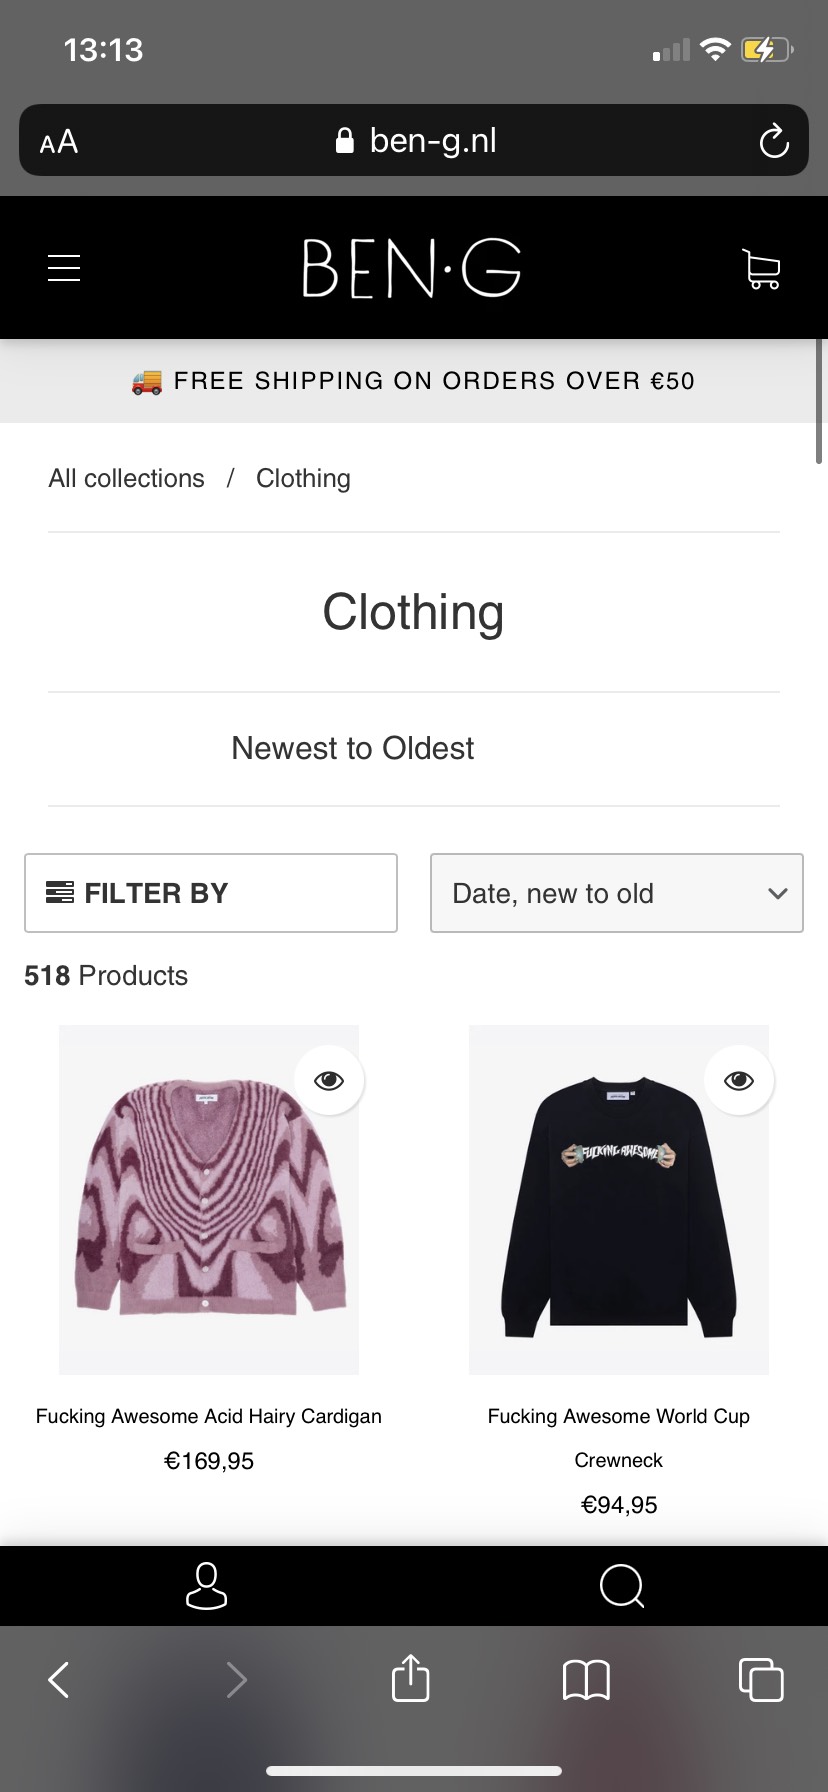 13:13
AA
ben-g.nl
BEN·G
🚚 FREE SHIPPING ON ORDERS OVER €50
All collections / Clothing
Clothing
Newest to Oldest
FILTER BY
Date, new to old
518 Products
FUCKING AWESOME
Fucking Awesome Acid Hairy Cardigan
€169,95
Fucking Awesome World Cup
Crewneck
€94,95